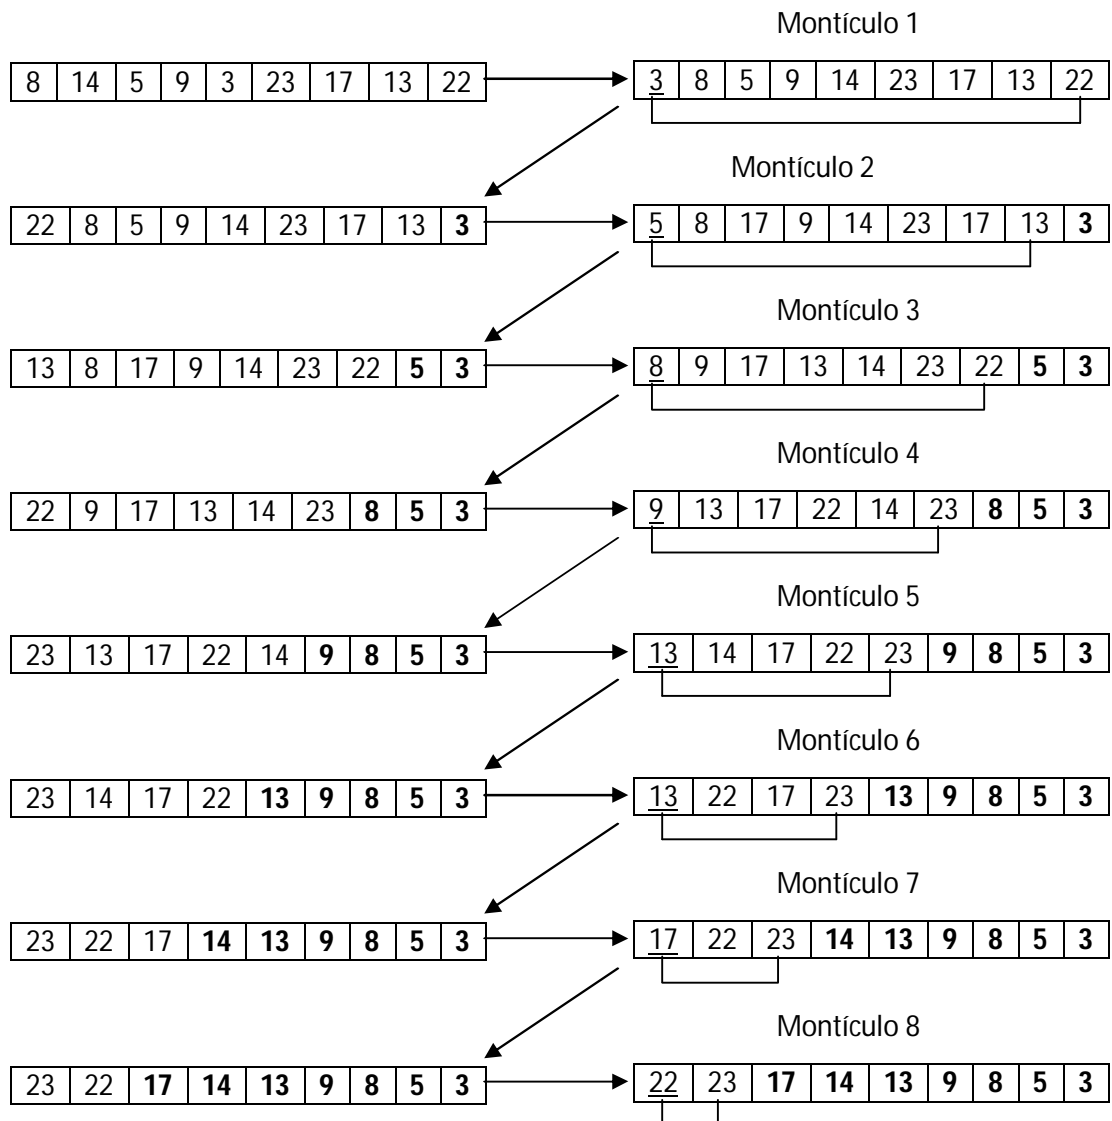 Montículo 1
8 14 5 9 3 23 17 13 22 3 8 5 9 14 23 17 13 22
Montículo 2
22 8 5 9 14 23 17 13 3 5 8 17 9 14 23 17 13 3
Montículo 3
13 8 17 9 14 23 22 5 3 8 9 17 13 14 23 22 5 3
Montículo 4
22 9 17 13 14 23 8 5 3 9 13 17 22 14 23 8 5 3
Montículo 5
23 13 17 22 14 9 8 5 3 13 14 17 22 23 9 8 5 3
Montículo 6
23 14 17 22 13 9 8 5 3 13 22 17 23 13 9 8 5 3
Montículo 7
23 22 17 14 13 9 8 5 3 17 22 23 14 13 9 8 5 3
Montículo 8
23 22 17 14 13 9 8 5 3 22 23 17 14 13 9 8 5 3